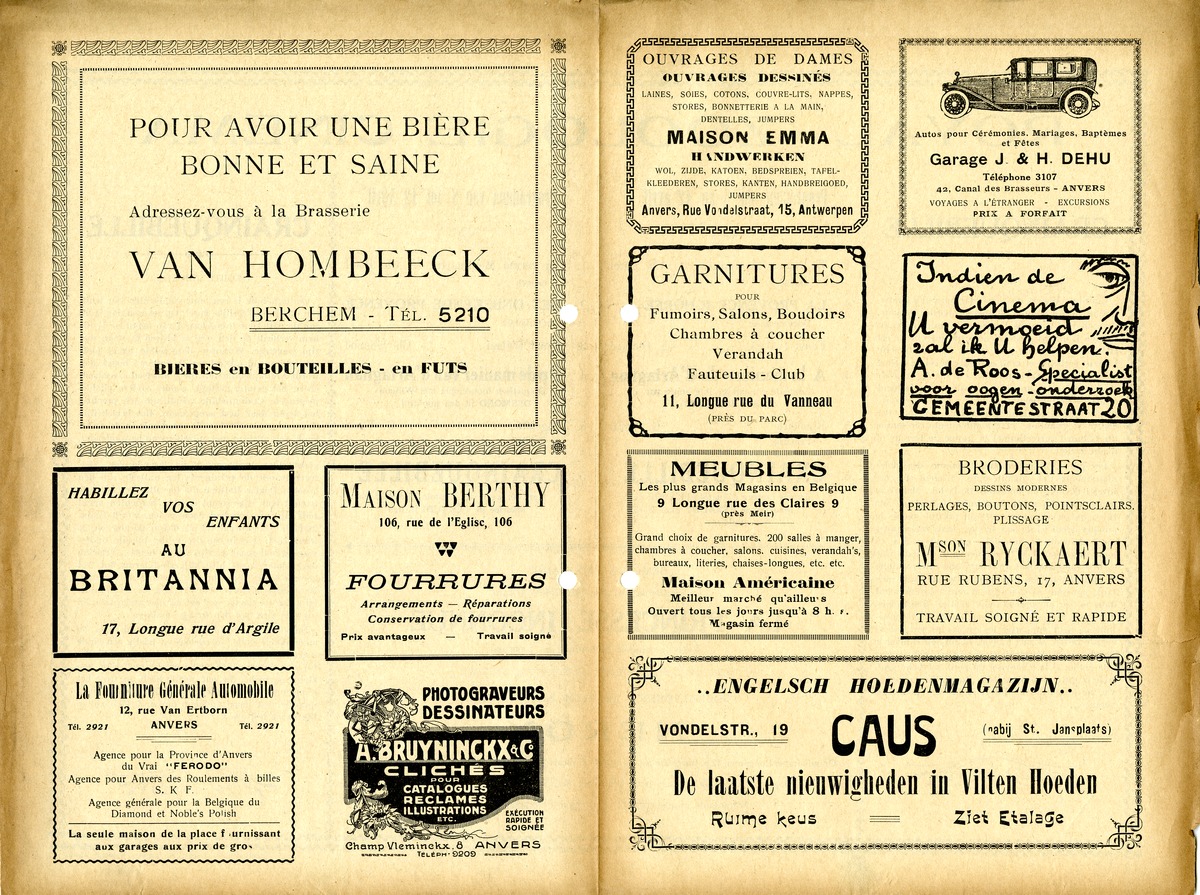 POUR AVOIR UNE BIÈRE
BONNE ET SAINE
Adressez-vous à la Brasserie
VAN HOMBEECK
BERCHEM - TÉL. 5210
BIERES en BOUTEILLES - en FUTS
HABILLEZ
VOS
ENFANTS
AU
BRITANNIA
17, Longue rue d'Argile
MAISON BERTHY
106, rue de l'Eglise, 106
FOURRURES
Arrangements — Réparations
Conservation de fourrures
Prix avantageux — Travail soigné
La Fourniture Générale Automobile
12, rue Van Ertborn
Tél. 2921 ANVERS Tél. 2921
Agence pour la Province d'Anvers
du Vrai "FERODO"
Agence pour Anvers des Roulements à billes
S. K. F.
Agence générale pour la Belgique du
Diamond et Noble's Polish
La seule maison de la place fournissant
aux garages aux prix de gros
PHOTOGRAVEURS
DESSINATEURS
A. BRUYNINCKX & Co
CLICHÉS
POUR
CATALOGUES
RECLAMES
ILLUSTRATIONS
ETC.
EXÉCUTION
RAPIDE ET
SOIGNÉE
Champ Vleminckx, 8 ANVERS
TELÉPH·9209
OUVRAGES DE DAMES
OUVRAGES DESSINÉS
LAINES, SOIES, COTONS, COUVRE-LITS, NAPPES,
STORES, BONNETTERIE A LA MAIN,
DENTELLES, JUMPERS
MAISON EMMA
HANDWERKEN
WOL, ZIJDE, KATOEN, BEDSPREIEN, TAFEL-
KLEEDEREN, STORES, KANTEN, HANDBREIGOED,
JUMPERS
Anvers, Rue Vondelstraat, 15, Antwerpen
Autos pour Cérémonies, Mariages, Baptèmes
et Fêtes
Garage J. & H. DEHU
Téléphone 3107
42, Canal des Brasseurs - ANVERS
VOYAGES A L'ÉTRANGER - EXCURSIONS
PRIX A FORFAIT
GARNITURES
POUR
Fumoirs, Salons, Boudoirs
Chambres à coucher
Verandah
Fauteuils - Club
11, Longue rue du Vanneau
(PRÈS DU PARC)
Indien de
Cinema
U vermoeid
zal ik U helpen.
A. de Roos - Specialist
voor oogen-onderzoek
GEMEENTESTRAAT 20
MEUBLES
Les plus grands Magasins en Belgique
9 Longue rue des Claires 9
(près Meir)
Grand choix de garnitures. 200 salles à manger,
chambres à coucher, salons, cuisines, verandah's,
bureaux, literies, chaises-longues, etc. etc.
Maison Américaine
Meilleur marché qu'ailleurs
Ouvert tous les jours jusqu'à 8 h. s.
Magasin fermé
BRODERIES
DESSINS MODERNES
PERLAGES, BOUTONS, POINTSCLAIRS,
PLISSAGE
MSON RYCKAERT
RUE RUBENS, 17, ANVERS
TRAVAIL SOIGNÉ ET RAPIDE
..ENGELSCH HOEDENMAGAZIJN..
VONDELSTR., 19 CAUS (nabij St. Jansplaats)
De laatste nieuwigheden in Vilten Hoeden
Ruime keus Ziet Etalage